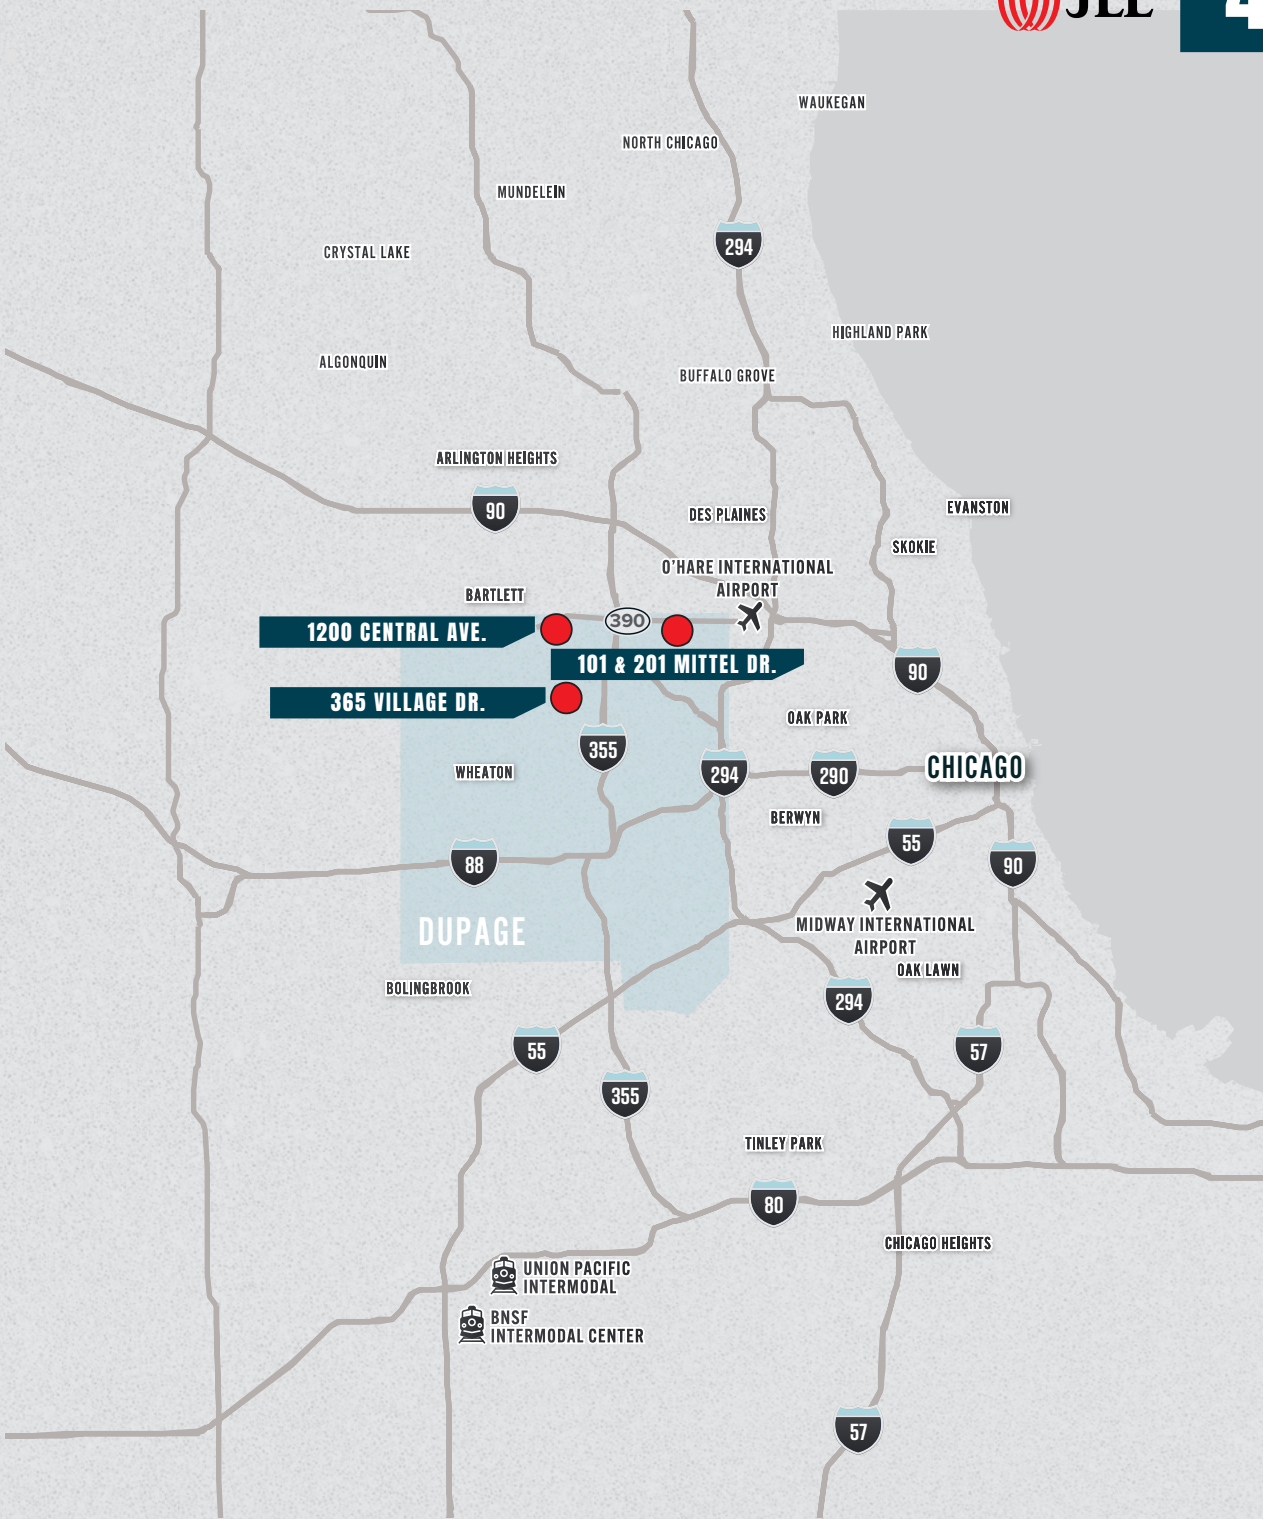 JLL
4
WAUKEGAN
NORTH CHICAGO
MUNDELEIN
294
CRYSTAL LAKE
HIGHLAND PARK
ALGONQUIN
BUFFALO GROVE
ARLINGTON HEIGHTS
90
DES PLAINES
EVANSTON
SKOKIE
O'HARE INTERNATIONAL
AIRPORT
BARTLETT
390
1200 CENTRAL AVE.
101 & 201 MITTEL DR.
90
365 VILLAGE DR.
OAK PARK
355
WHEATON
294
290
CHICAGO
BERWYN
55
88
90
DUPAGE
MIDWAY INTERNATIONAL
AIRPORT
OAK LAWN
BOLINGBROOK
294
55
57
355
TINLEY PARK
80
CHICAGO HEIGHTS
UNION PACIFIC
INTERMODAL
BNSF
INTERMODAL CENTER
57